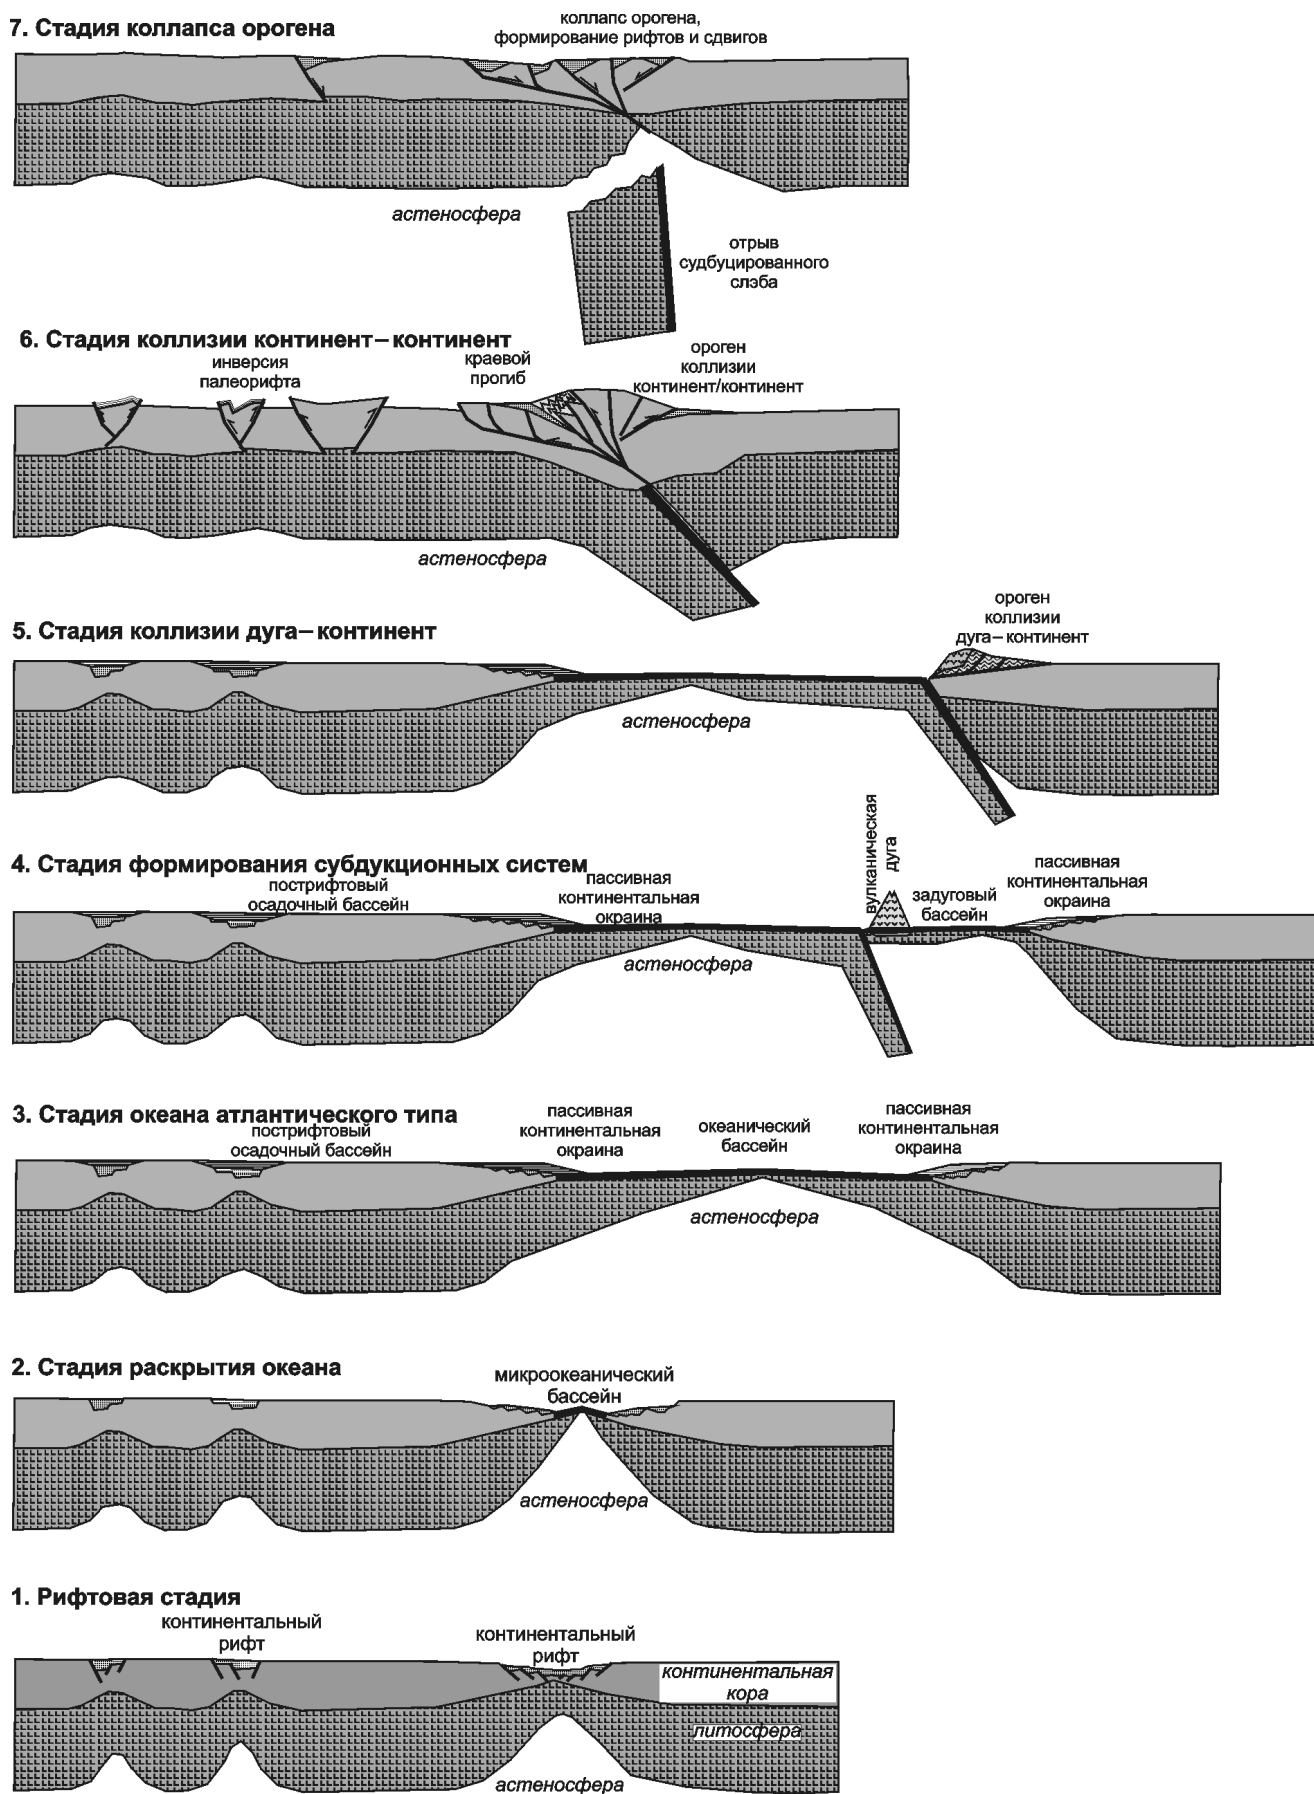 7. Стадия коллапса орогена
коллапс орогена,
формирование рифтов и сдвигов
астеносфера
отрыв
судбуцированного
слэба
6. Стадия коллизии континент–континент
инверсия
палеорифта
краевой
прогиб
ороген
коллизии
континент/континент
астеносфера
5. Стадия коллизии дуга–континент
ороген
коллизии
дуга–континент
астеносфера
4. Стадия формирования субдукционных систем
пострифтовый
осадочный бассейн
пассивная
континентальная
окраина
вулканическая
дуга
задуговый
бассейн
пассивная
континентальная
окраина
астеносфера
3. Стадия океана атлантического типа
пострифтовый
осадочный бассейн
пассивная
континентальная
окраина
океанический
бассейн
пассивная
континентальная
окраина
астеносфера
2. Стадия раскрытия океана
микроокеанический
бассейн
астеносфера
1. Рифтовая стадия
континентальный
рифт
континентальный
рифт
континентальная
кора
литосфера
астеносфера